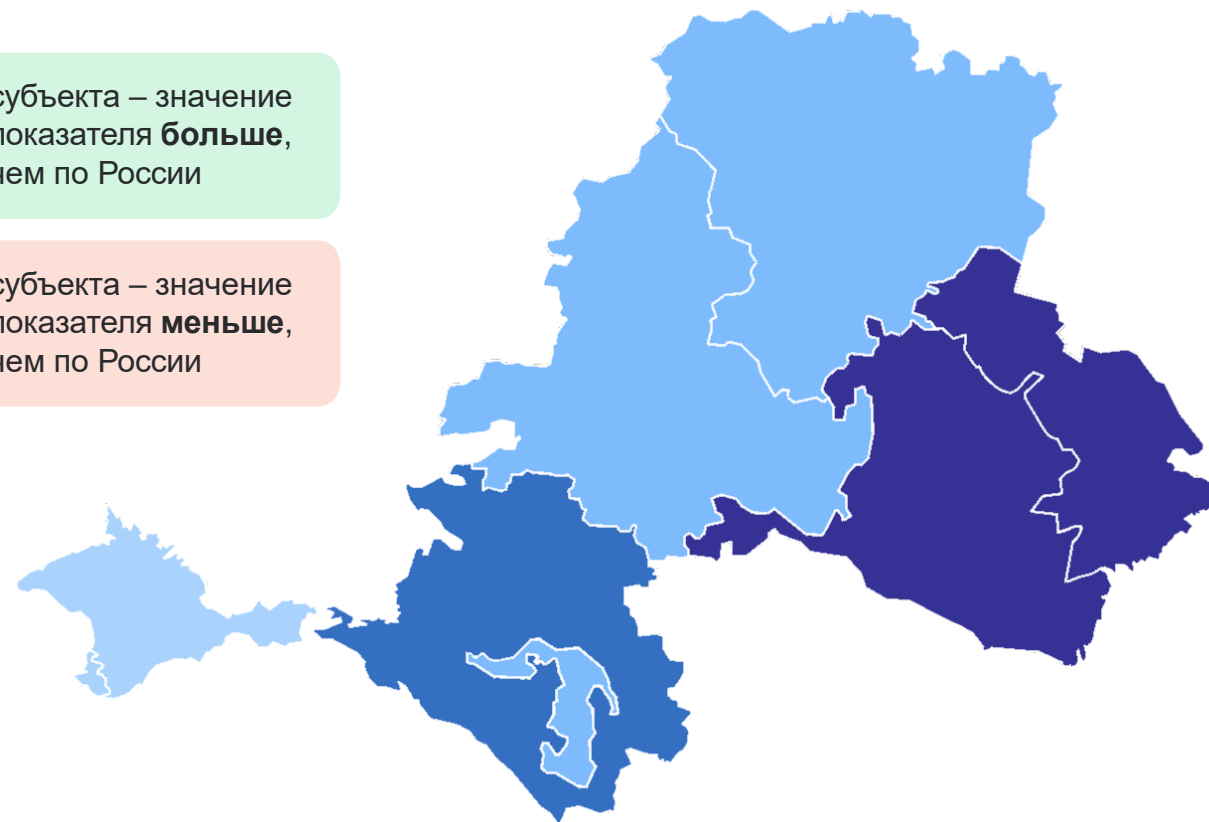 субъекта – значение
показателя больше,
чем по России
субъекта – значение
показателя меньше,
чем по России